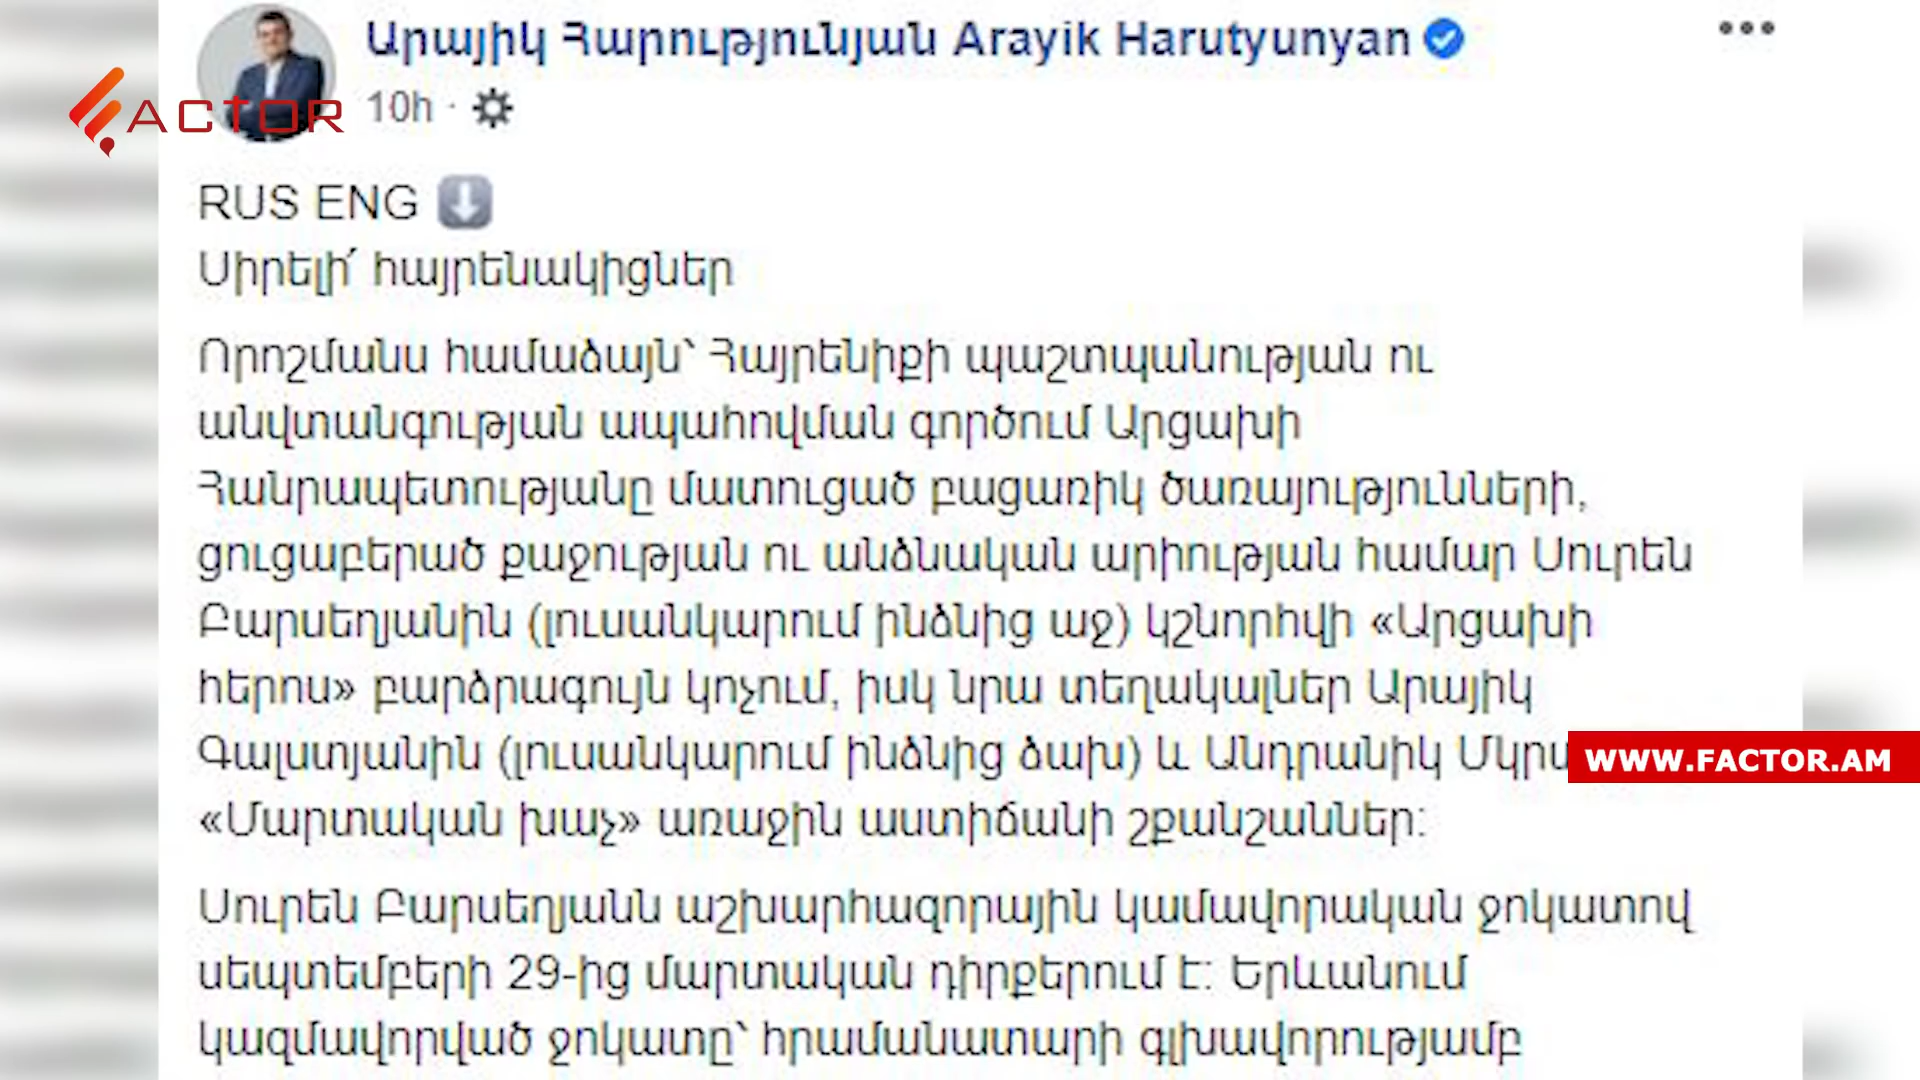 Արայիկ Հարությունյան Arayik Harutyunyan
10h ·
ACTOR
RUS ENG
Սիրելի՛ հայրենակիցներ
Որոշմանս համաձայն՝ Հայրենիքի պաշտպանության ու
անվտանգության ապահովման գործում Արցախի
Հանրապետությանը մատուցած բացառիկ ծառայությունների,
ցուցաբերած քաջության ու անձնական արիության համար Սուրեն
Բարսեղյանին (լուսանկարում ինձնից աջ) կշնորհվի «Արցախի
հերոս» բարձրագույն կոչում, իսկ նրա տեղակալներ Արայիկ
Գալստյանին (լուսանկարում ինձնից ձախ) և Անդրանիկ
WWW.FACTOR.AM
«Մարտական խաչ» առաջին աստիճանի շքանշաններ:
Սուրեն Բարսեղյանն աշխարհազորային կամավորական ջոկատով
սեպտեմբերի 29-ից մարտական դիրքերում է: Երևանում
կազմավորված ջոկատը՝ հրամանատարի գլխավորությամբ